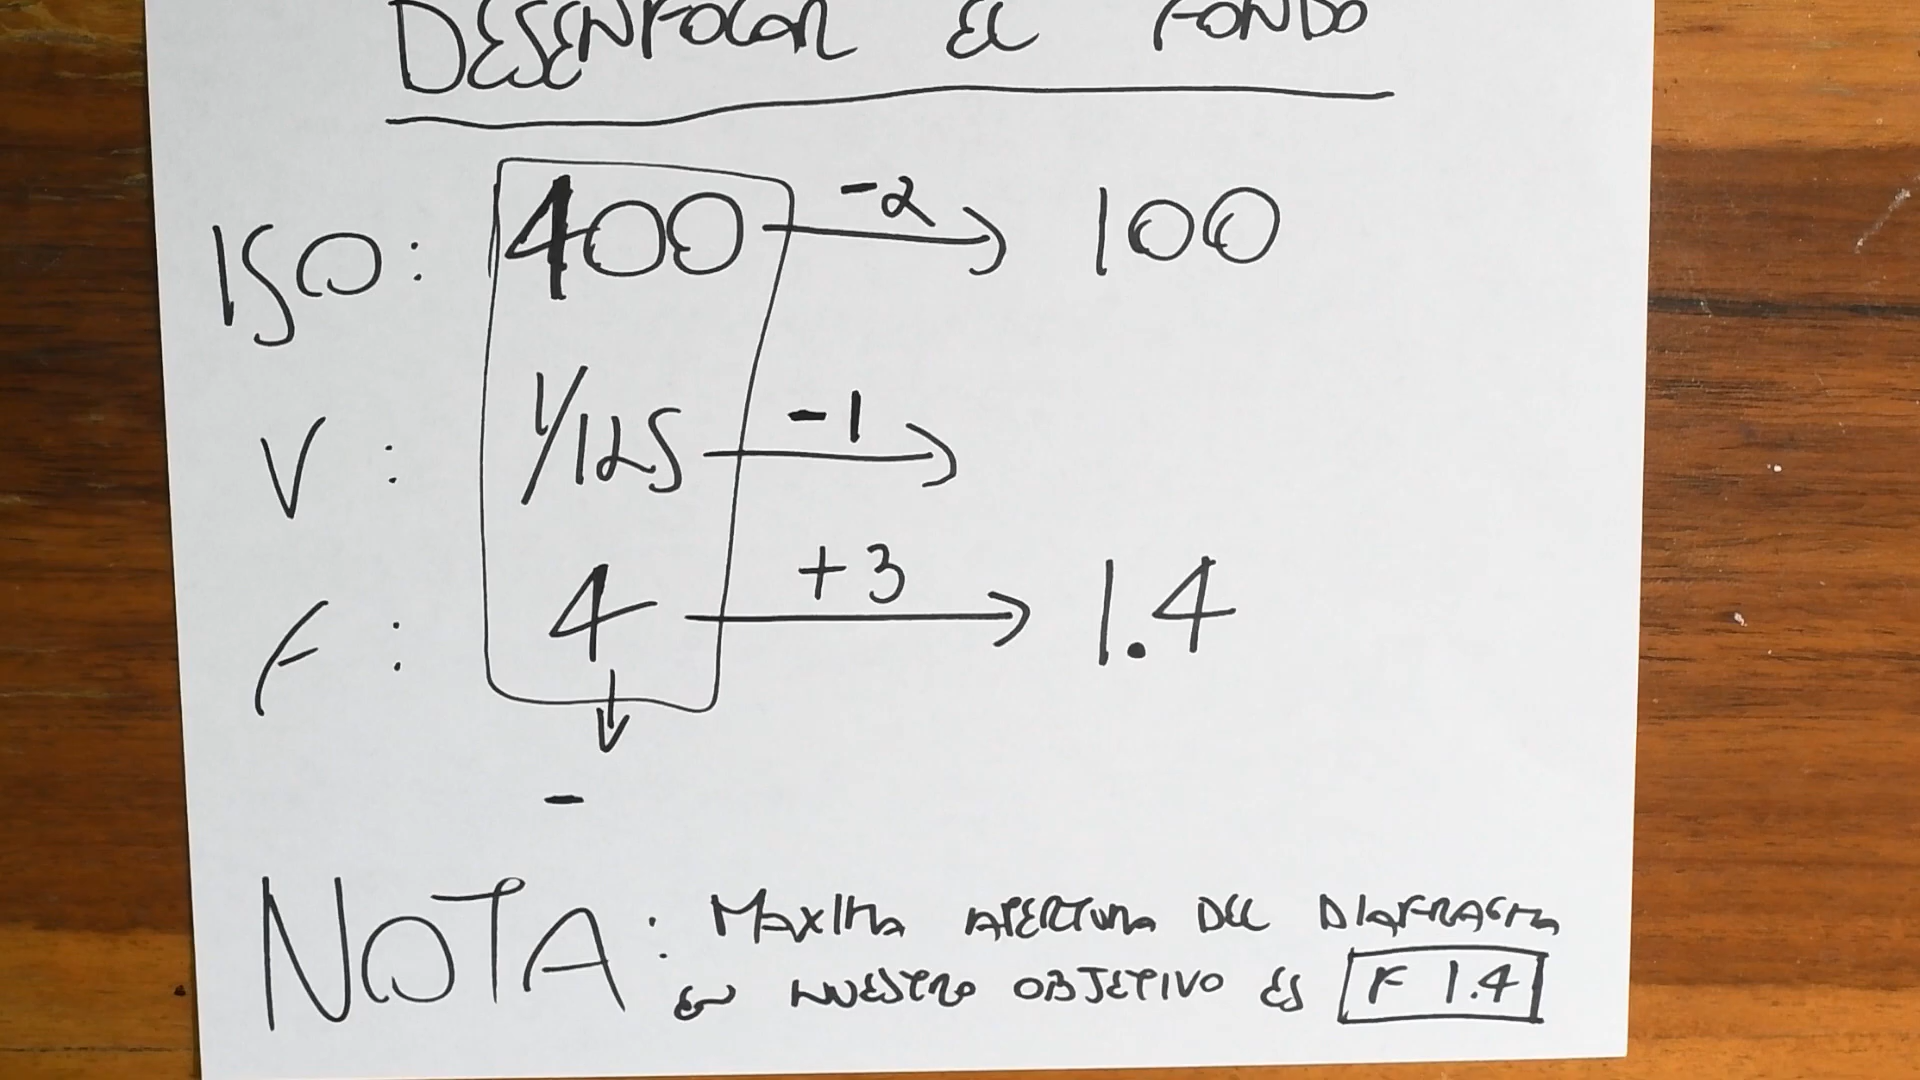 DESENFOCAR EL FONDO
ISO: 400 -2 100
V: 1/125 -1
F: 4 +3 1.4
-
NOTA: MAXIMA APERTURA DEL DIAFRAGMA
EN NUESTRO OBJETIVO ES F 1.4